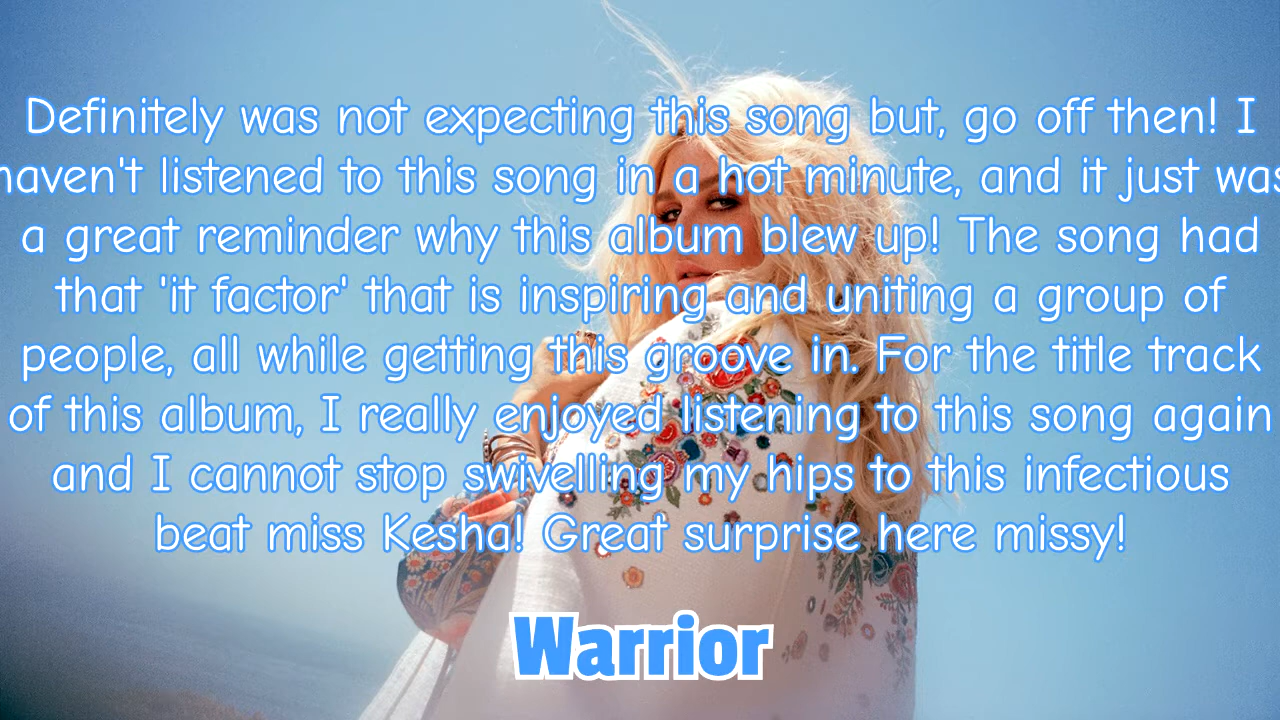 Definitely was not expecting this song but, go off then! I
haven't listened to this song in a hot minute, and it just was
a great reminder why this album blew up! The song had
that 'it factor' that is inspiring and uniting a group of
people, all while getting this groove in. For the title track
of this album, I really enjoyed listening to this song again
and I cannot stop swivelling my hips to this infectious
beat miss Kesha! Great surprise here missy!
Warrior